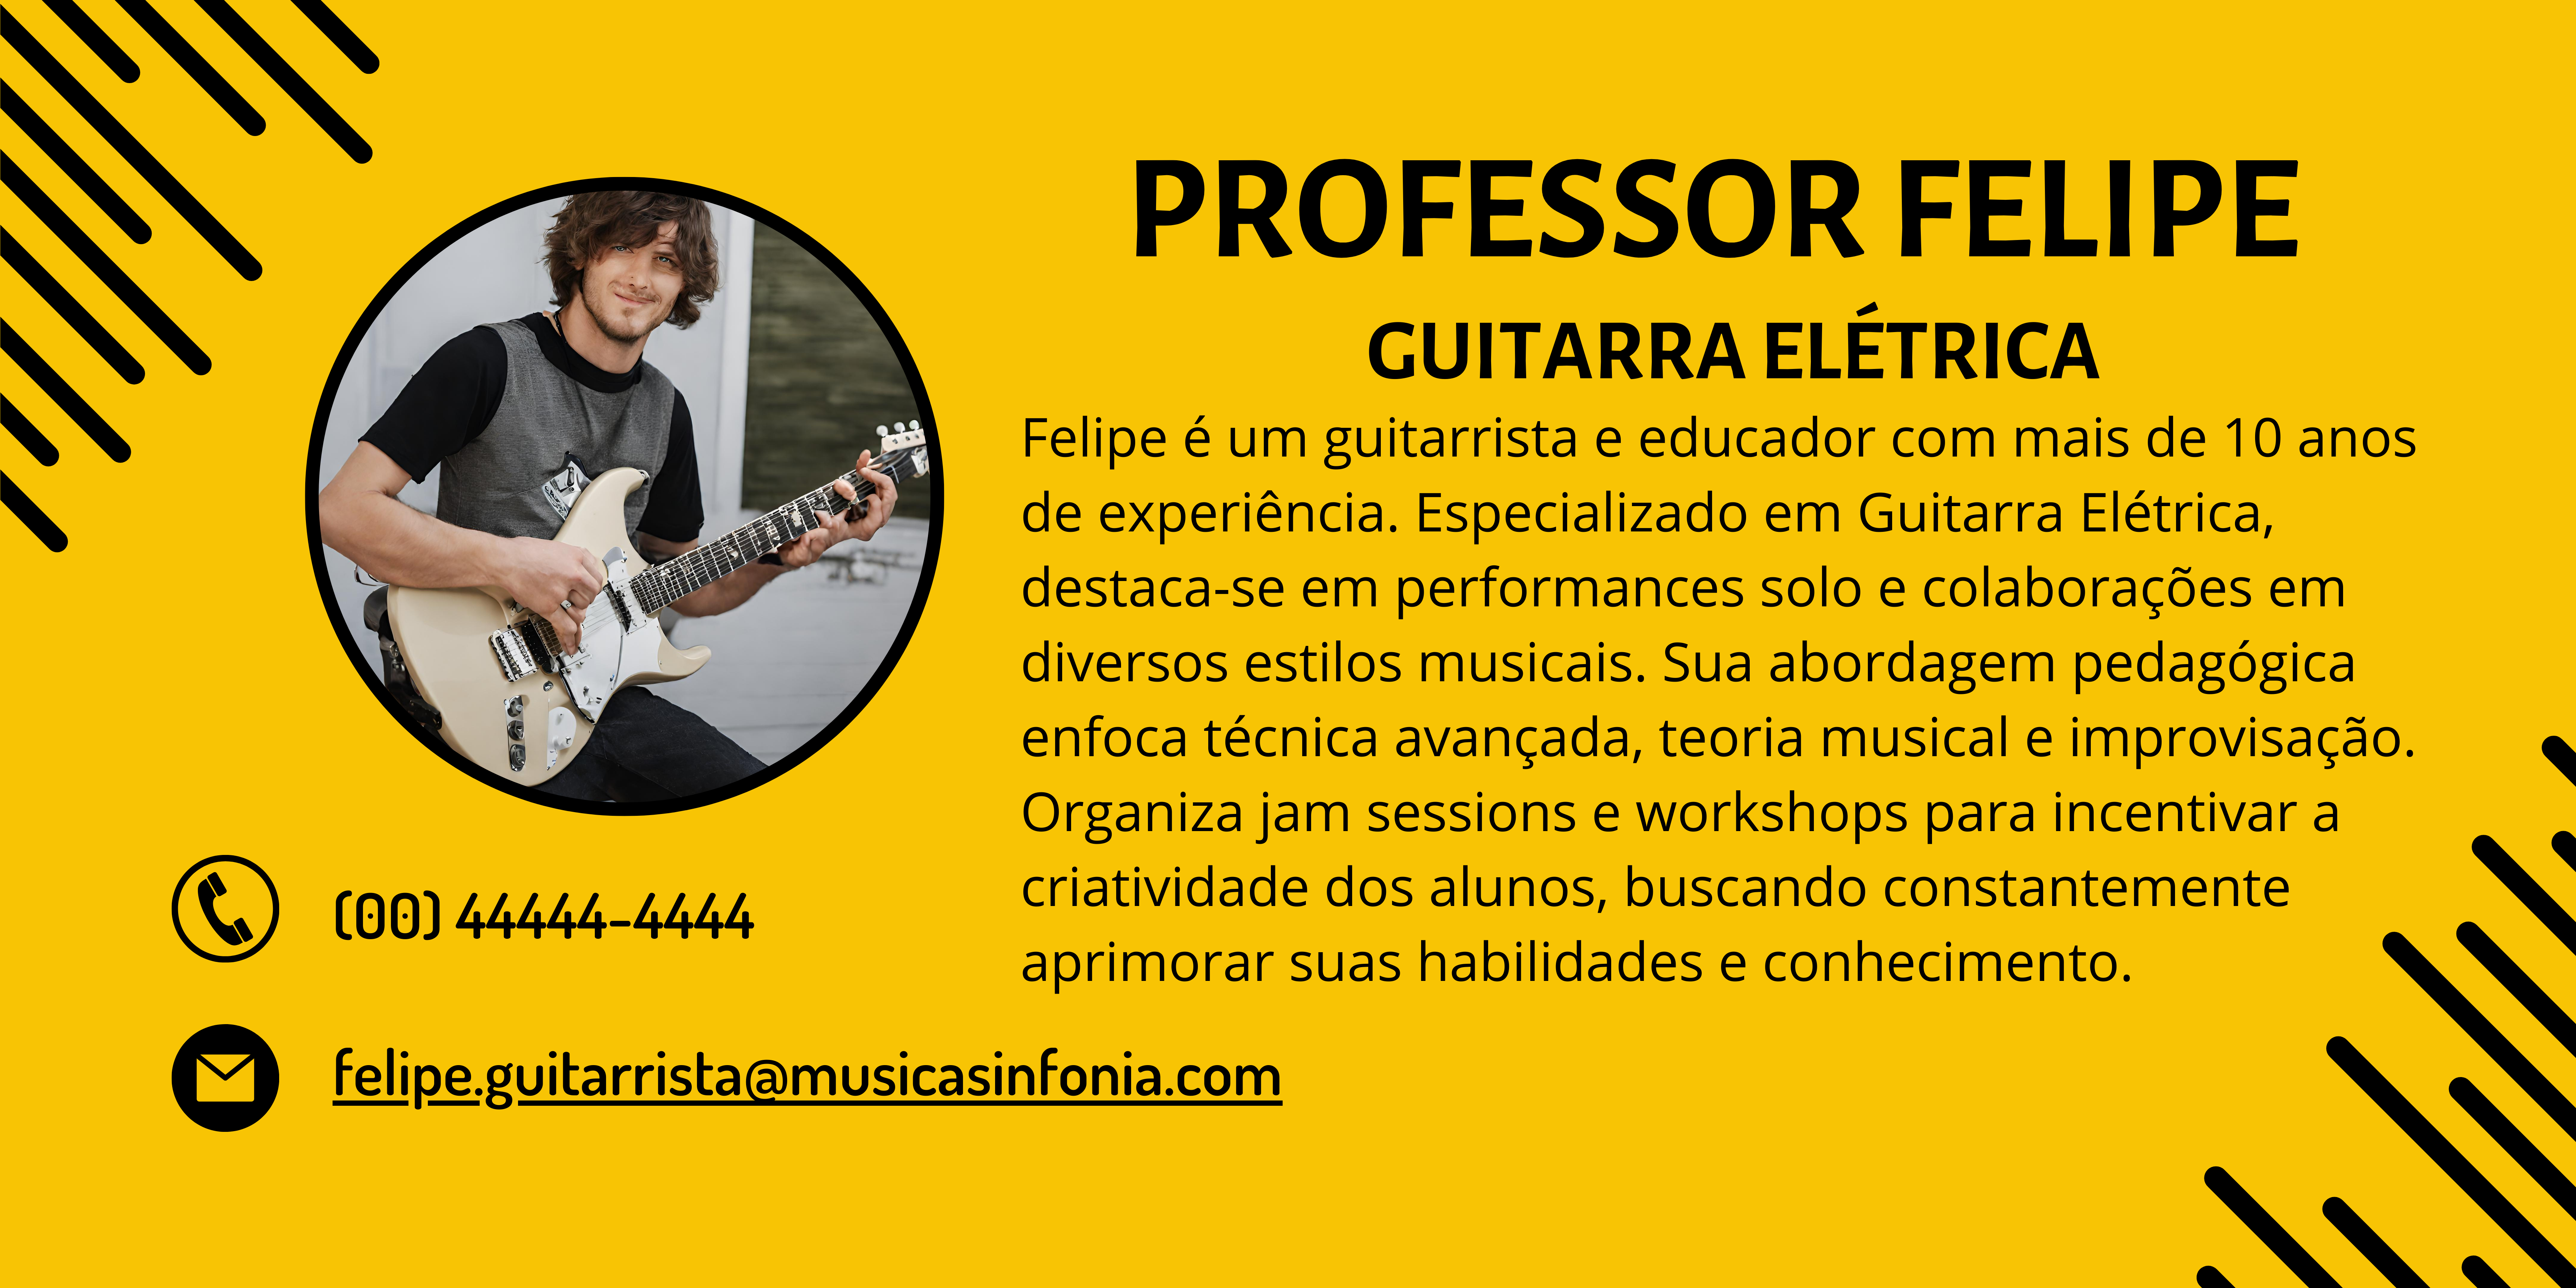 PROFESSOR FELIPE
GUITARRA ELÉTRICA
Felipe é um guitarrista e educador com mais de 10 anos
de experiência. Especializado em Guitarra Elétrica,
destaca-se em performances solo e colaborações em
diversos estilos musicais. Sua abordagem pedagógica
enfoca técnica avançada, teoria musical e improvisação.
Organiza jam sessions e workshops para incentivar a
criatividade dos alunos, buscando constantemente
aprimorar suas habilidades e conhecimento.
(00) 44444-4444
felipe.guitarrista@musicasinfonia.com